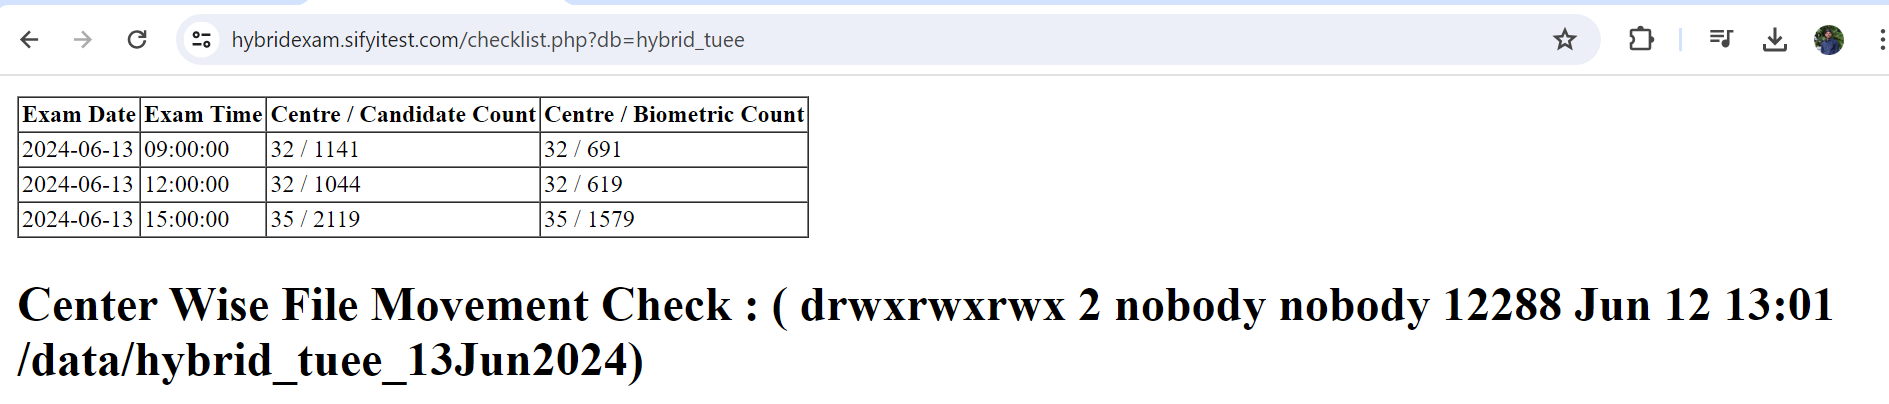 hybridexam.sifyitest.com/checklist.php?db=hybrid_tuee
Exam Date Exam Time Centre / Candidate Count Centre / Biometric Count
2024-06-13 09:00:00 32 / 1141 32 / 691
2024-06-13 12:00:00 32 / 1044 32 / 619
2024-06-13 15:00:00 35 / 2119 35 / 1579
Center Wise File Movement Check : ( drwxrwxrwx 2 nobody nobody 12288 Jun 12 13:01
/data/hybrid_tuee_13Jun2024)